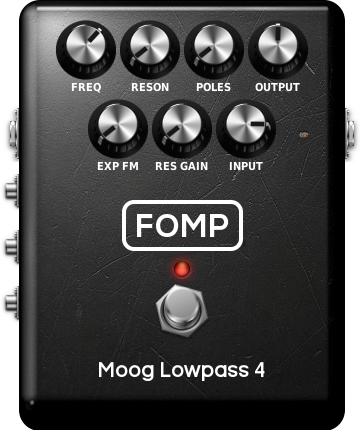 FREQ RESON POLES OUTPUT
EXP FM RES GAIN INPUT
FOMP
Moog Lowpass 4